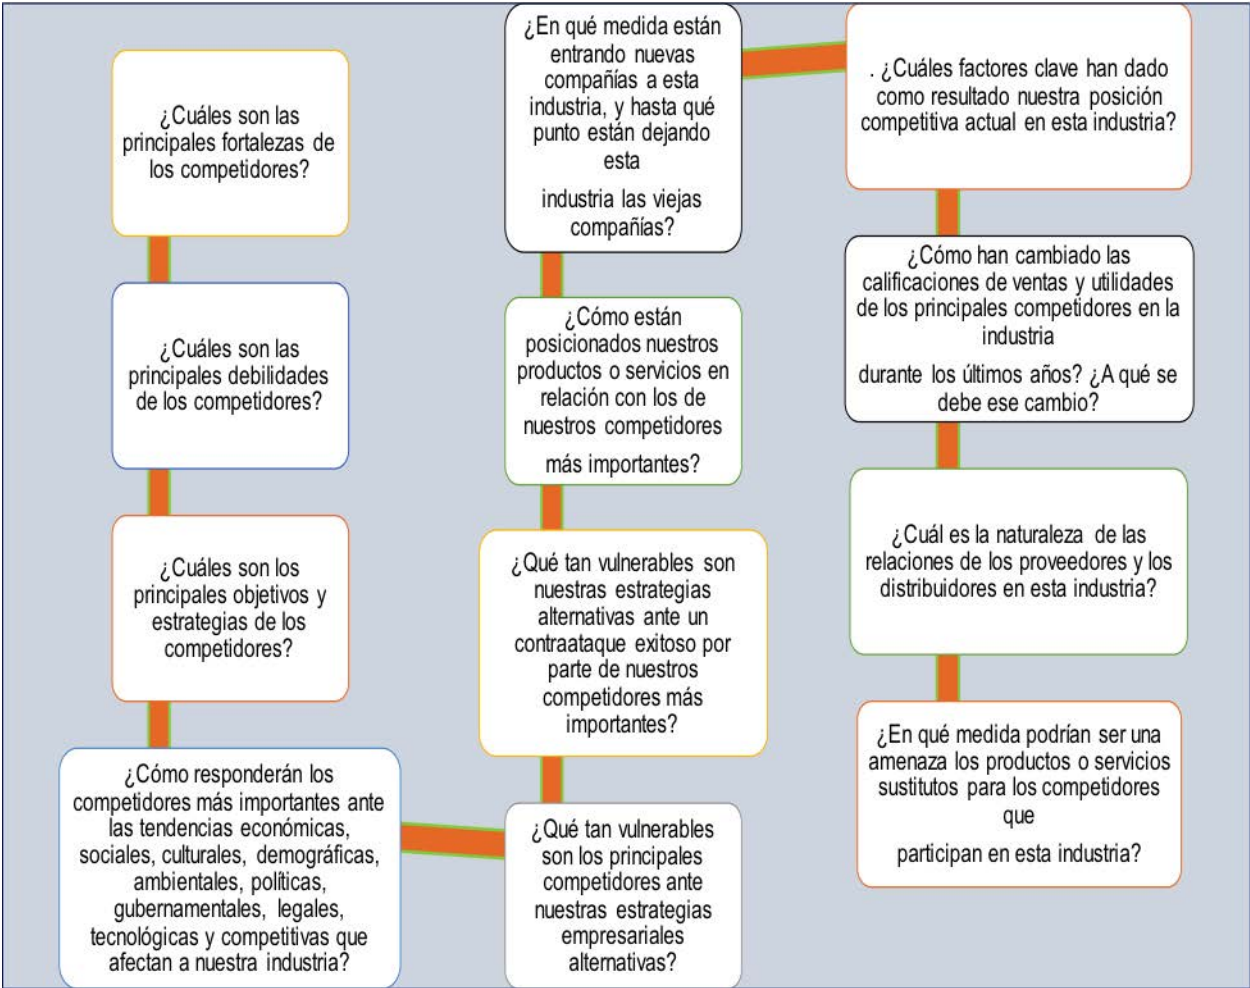 ¿Cuáles son las
principales fortalezas de
los competidores?
¿Cuáles son las
principales debilidades
de los competidores?
¿Cuáles son los
principales objetivos y
estrategias de los
competidores?
¿Cómo responderán los
competidores más importantes ante
las tendencias económicas,
sociales, culturales, demográficas,
ambientales, políticas,
gubernamentales, legales,
tecnológicas y competitivas que
afectan a nuestra industria?
¿Qué tan vulnerables
son los principales
competidores ante
nuestras estrategias
empresariales
alternativas?
¿Qué tan vulnerables son
nuestras estrategias
alternativas ante un
contraataque exitoso por
parte de nuestros
competidores más
importantes?
¿Cómo están
posicionados nuestros
productos o servicios en
relación con los de
nuestros competidores
más importantes?
¿En qué medida están
entrando nuevas
compañías a esta
industria, y hasta qué
punto están dejando
esta
industria las viejas
compañías?
. ¿Cuáles factores clave han dado
como resultado nuestra posición
competitiva actual en esta industria?
¿Cómo han cambiado las
calificaciones de ventas y utilidades
de los principales competidores en la
industria
durante los últimos años? ¿A qué se
debe ese cambio?
¿Cuál es la naturaleza de las
relaciones de los proveedores y los
distribuidores en esta industria?
¿En qué medida podrían ser una
amenaza los productos o servicios
sustitutos para los competidores
que
participan en esta industria?